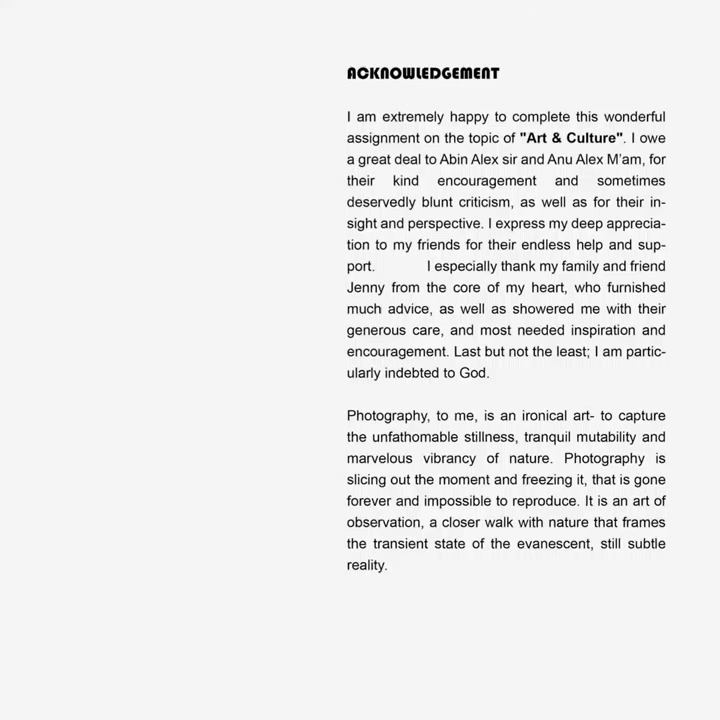 ACKNOWLEDGEMENT
I am extremely happy to complete this wonderful
assignment on the topic of "Art & Culture". I owe
a great deal to Abin Alex sir and Anu Alex M'am, for
their kind encouragement and sometimes
deservedly blunt criticism, as well as for their in-
sight and perspective. I express my deep apprecia-
tion to my friends for their endless help and sup-
port. I especially thank my family and friend
Jenny from the core of my heart, who furnished
much advice, as well as showered me with their
generous care, and most needed inspiration and
encouragement. Last but not the least; I am partic-
ularly indebted to God.
Photography, to me, is an ironical art- to capture
the unfathomable stillness, tranquil mutability and
marvelous vibrancy of nature. Photography is
slicing out the moment and freezing it, that is gone
forever and impossible to reproduce. It is an art of
observation, a closer walk with nature that frames
the transient state of the evanescent, still subtle
reality.